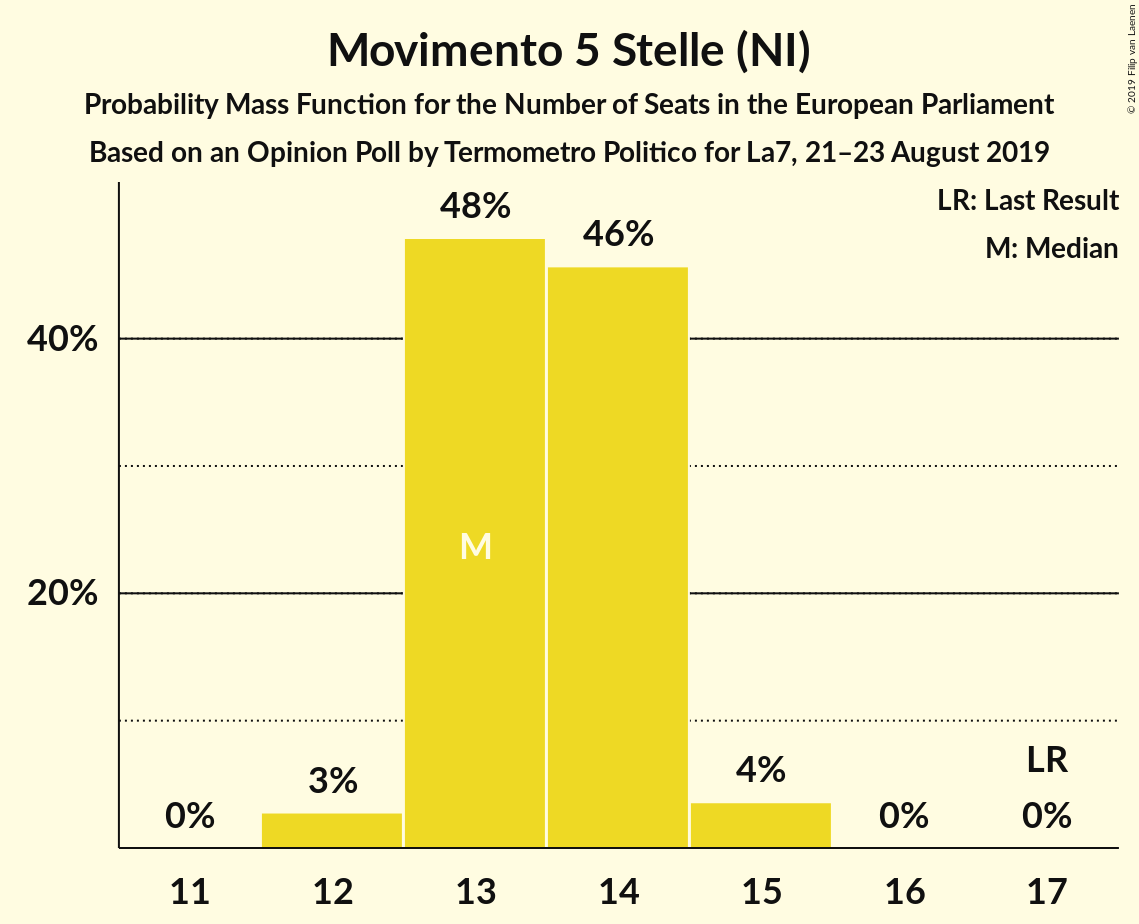 Movimento 5 Stelle (NI)
Probability Mass Function for the Number of Seats in the European Parliament
Based on an Opinion Poll by Termometro Politico for La7, 21–23 August 2019
© 2019 Filip van Laenen
LR: Last Result
M: Median
48%
46%
40%
M
20%
3%
4%
LR
0%
0%
0%
11 12 13 14 15 16 17